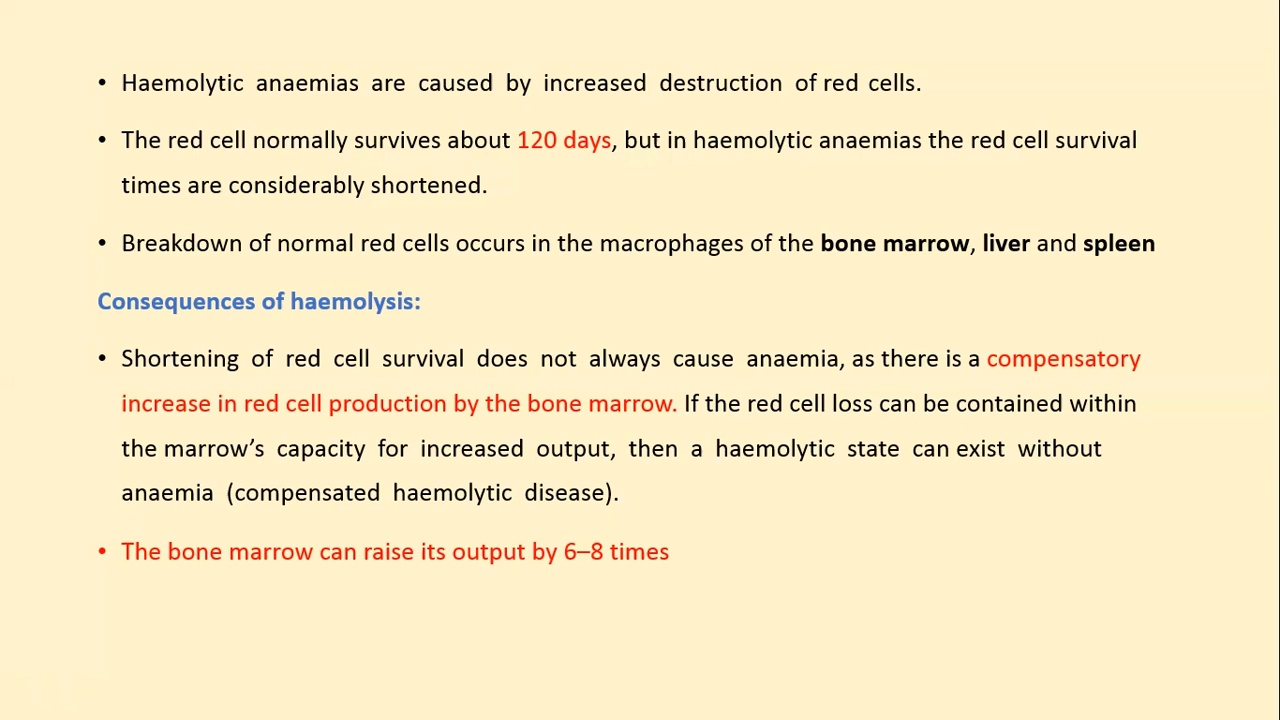 • Haemolytic anaemias are caused by increased destruction of red cells.
• The red cell normally survives about 120 days, but in haemolytic anaemias the red cell survival
times are considerably shortened.
• Breakdown of normal red cells occurs in the macrophages of the bone marrow, liver and spleen
Consequences of haemolysis:
• Shortening of red cell survival does not always cause anaemia, as there is a compensatory
increase in red cell production by the bone marrow. If the red cell loss can be contained within
the marrow’s capacity for increased output, then a haemolytic state can exist without
anaemia (compensated haemolytic disease).
• The bone marrow can raise its output by 6–8 times